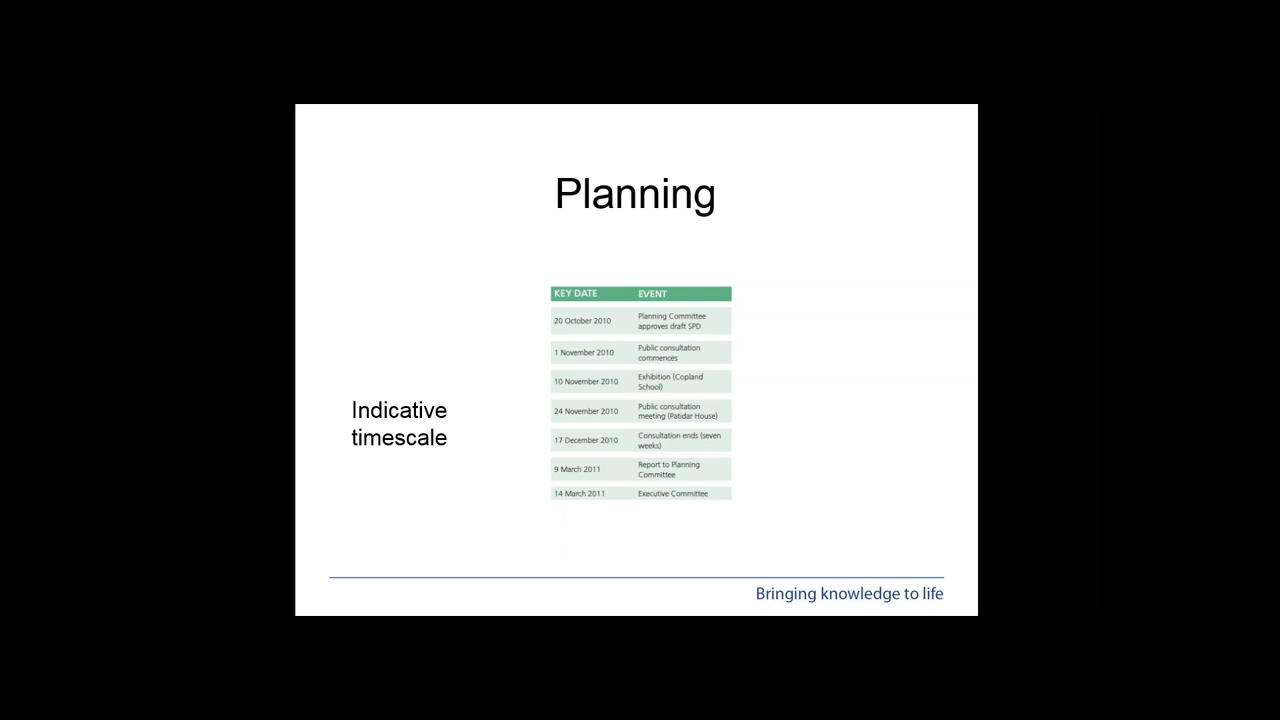 Planning
KEY DATE EVENT
20 October 2010 Planning Committee
approves draft SPD
1 November 2010 Public consultation
commences
10 November 2010 Exhibition (Copland
School)
24 November 2010 Public consultation
meeting (Patidar House)
17 December 2010 Consultation ends (seven
weeks)
9 March 2011 Report to Planning
Committee
14 March 2011 Executive Committee
Indicative
timescale
Bringing knowledge to life